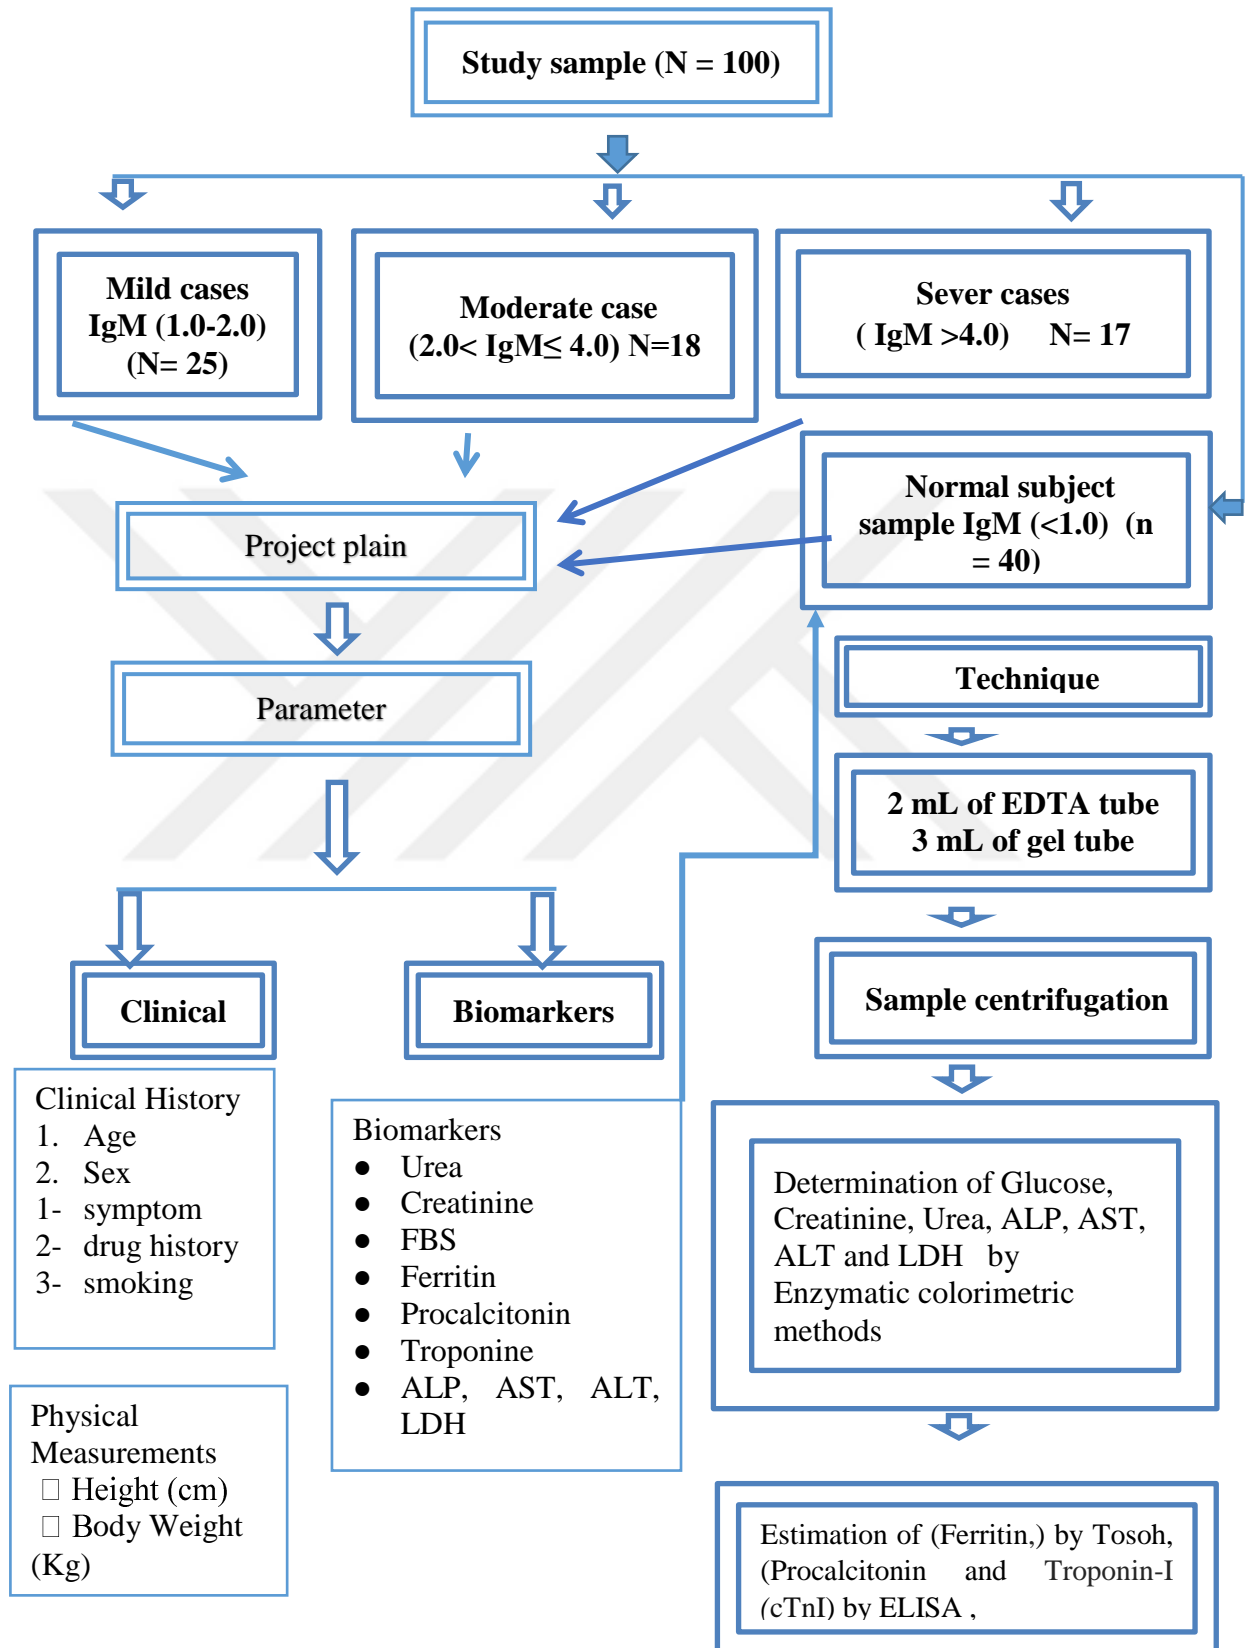 Study sample (N = 100)
Mild cases
IgM (1.0-2.0)
(N= 25)
Moderate case
(2.0< IgM≤ 4.0) N=18
Sever cases
( IgM >4.0) N= 17
Normal subject
sample IgM (<1.0) (n
= 40)
Project plain
Parameter
Clinical
Biomarkers
Clinical History
1. Age
2. Sex
1- symptom
2- drug history
3- smoking
Physical
Measurements
□ Height (cm)
□ Body Weight
(Kg)
Biomarkers
● Urea
● Creatinine
● FBS
● Ferritin
● Procalcitonin
● Troponine
● ALP, AST, ALT,
LDH
Technique
2 mL of EDTA tube
3 mL of gel tube
Sample centrifugation
Determination of Glucose,
Creatinine, Urea, ALP, AST,
ALT and LDH by
Enzymatic colorimetric
methods
Estimation of (Ferritin,) by Tosoh,
(Procalcitonin and Troponin-I
(cTnI) by ELISA ,